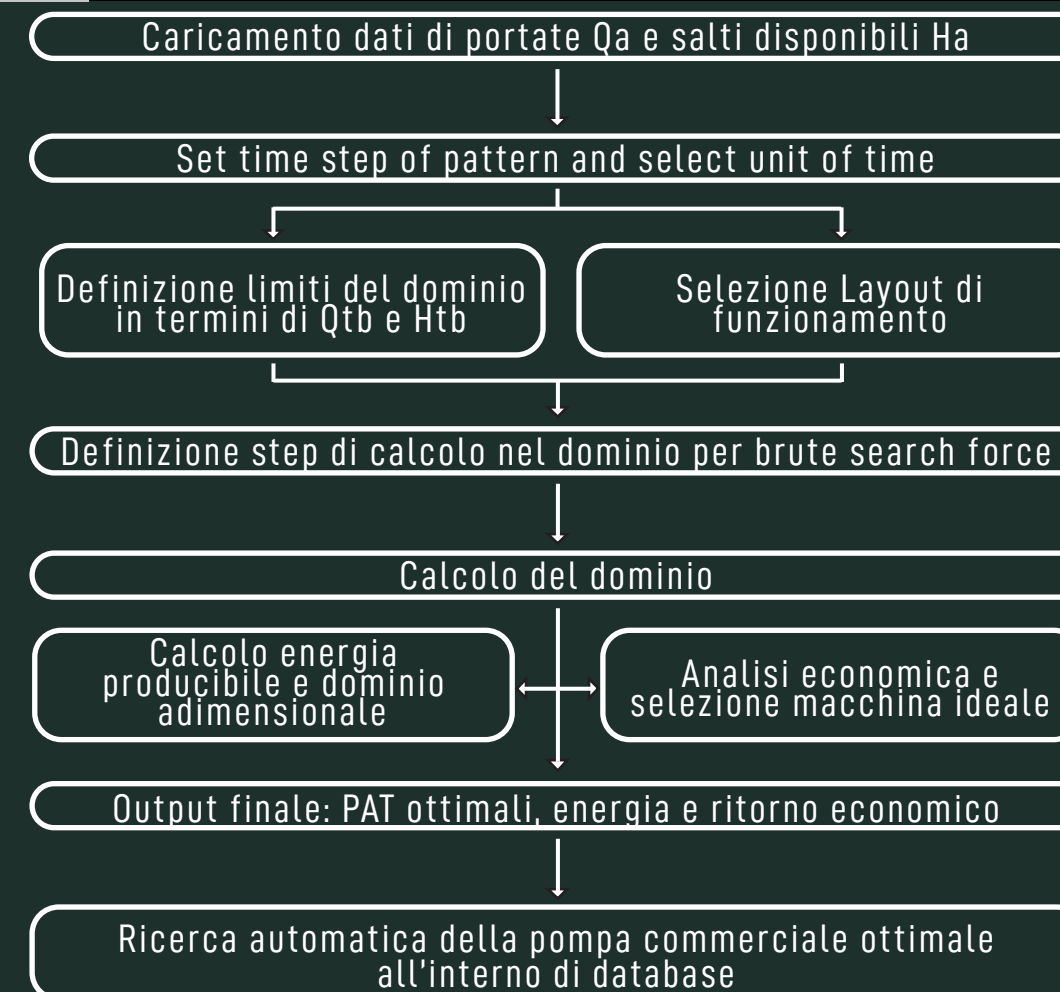 Caricamento dati di portate Qa e salti disponibili Ha
Set time step of pattern and select unit of time
Definizione limiti del dominio
in termini di Qtb e Htb
Selezione Layout di
funzionamento
Definizione step di calcolo nel dominio per brute search force
Calcolo del dominio
Calcolo energia
producibile e dominio
adimensionale
Analisi economica e
selezione macchina ideale
Output finale: PAT ottimali, energia e ritorno economico
Ricerca automatica della pompa commerciale ottimale
all'interno di database